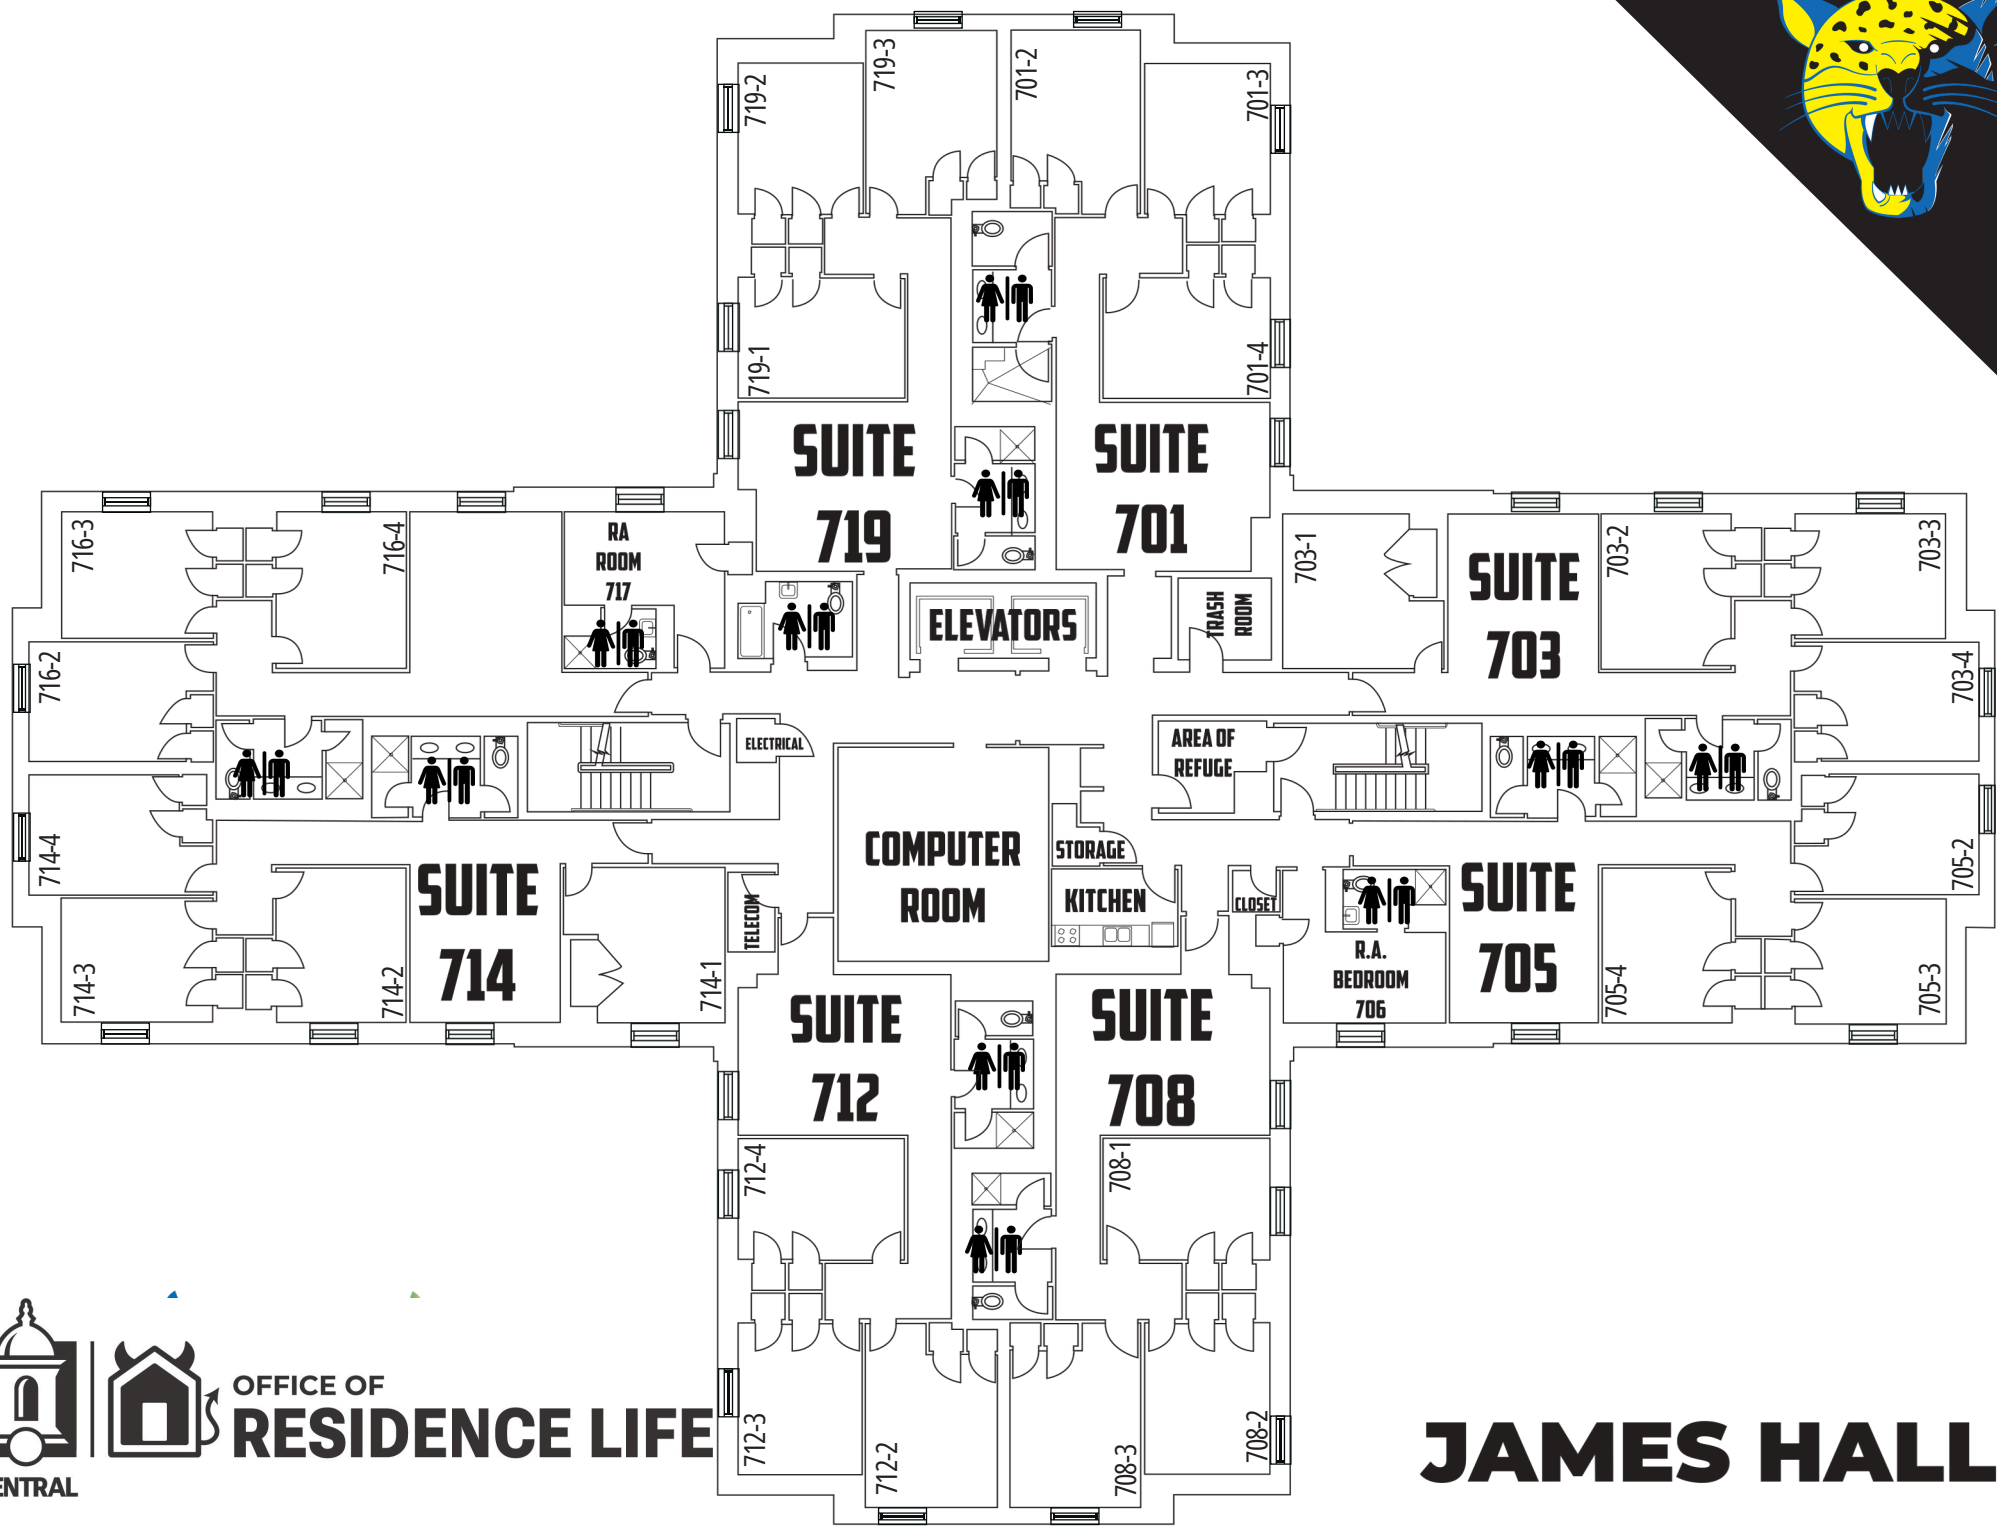 719-2
719-3
701-2
701-3
719-1
701-4
SUITE
719
SUITE
701
716-3
716-4
RA
ROOM
717
703-1
SUITE
703
703-2
703-3
TRASH
ROOM
ELEVATORS
716-2
703-4
ELECTRICAL
AREA OF
REFUGE
714-4
SUITE
714
COMPUTER
ROOM
STORAGE
KITCHEN
CLOSET
TELECOM
705-2
SUITE
705
R.A.
BEDROOM
706
714-3
714-2
714-1
705-4
705-3
SUITE
712
SUITE
708
712-4
708-1
712-3
712-2
708-3
708-2
OFFICE OF
RESIDENCE LIFE
ENTRAL
JAMES HALL